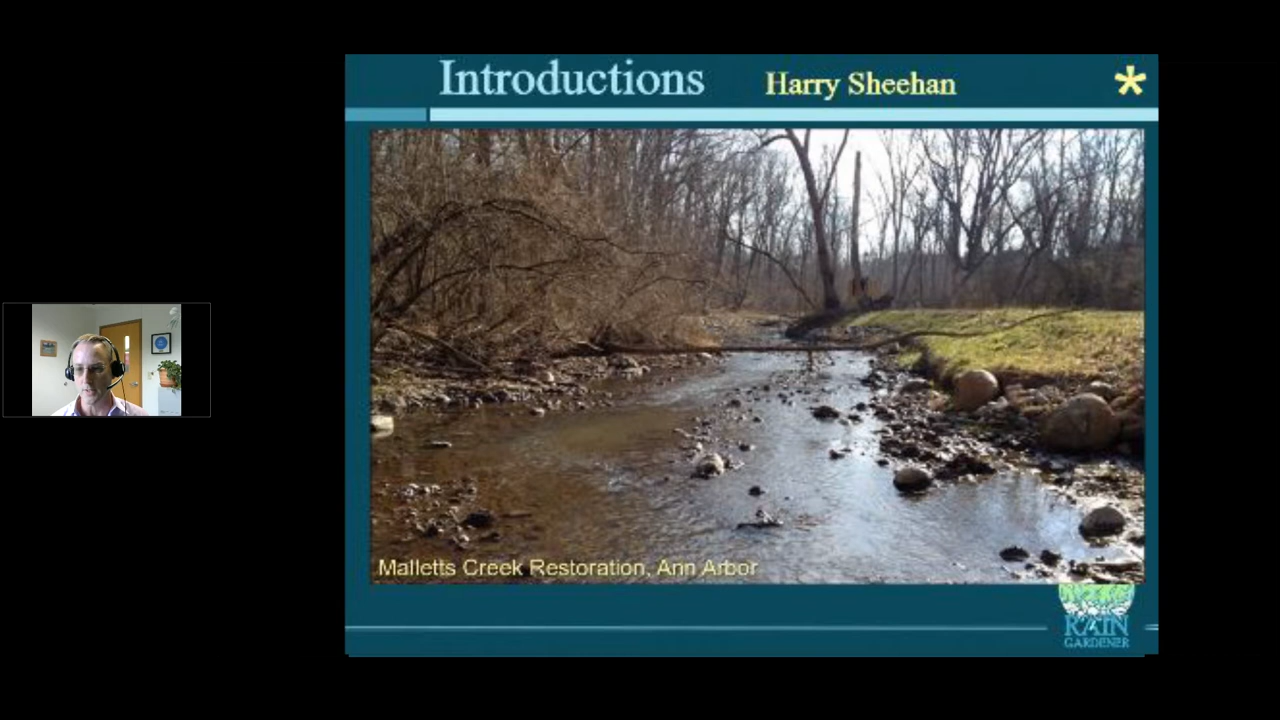 Introductions
Harry Sheehan
*
Malletts Creek Restoration, Ann Arbor
RAIN
GARDENER